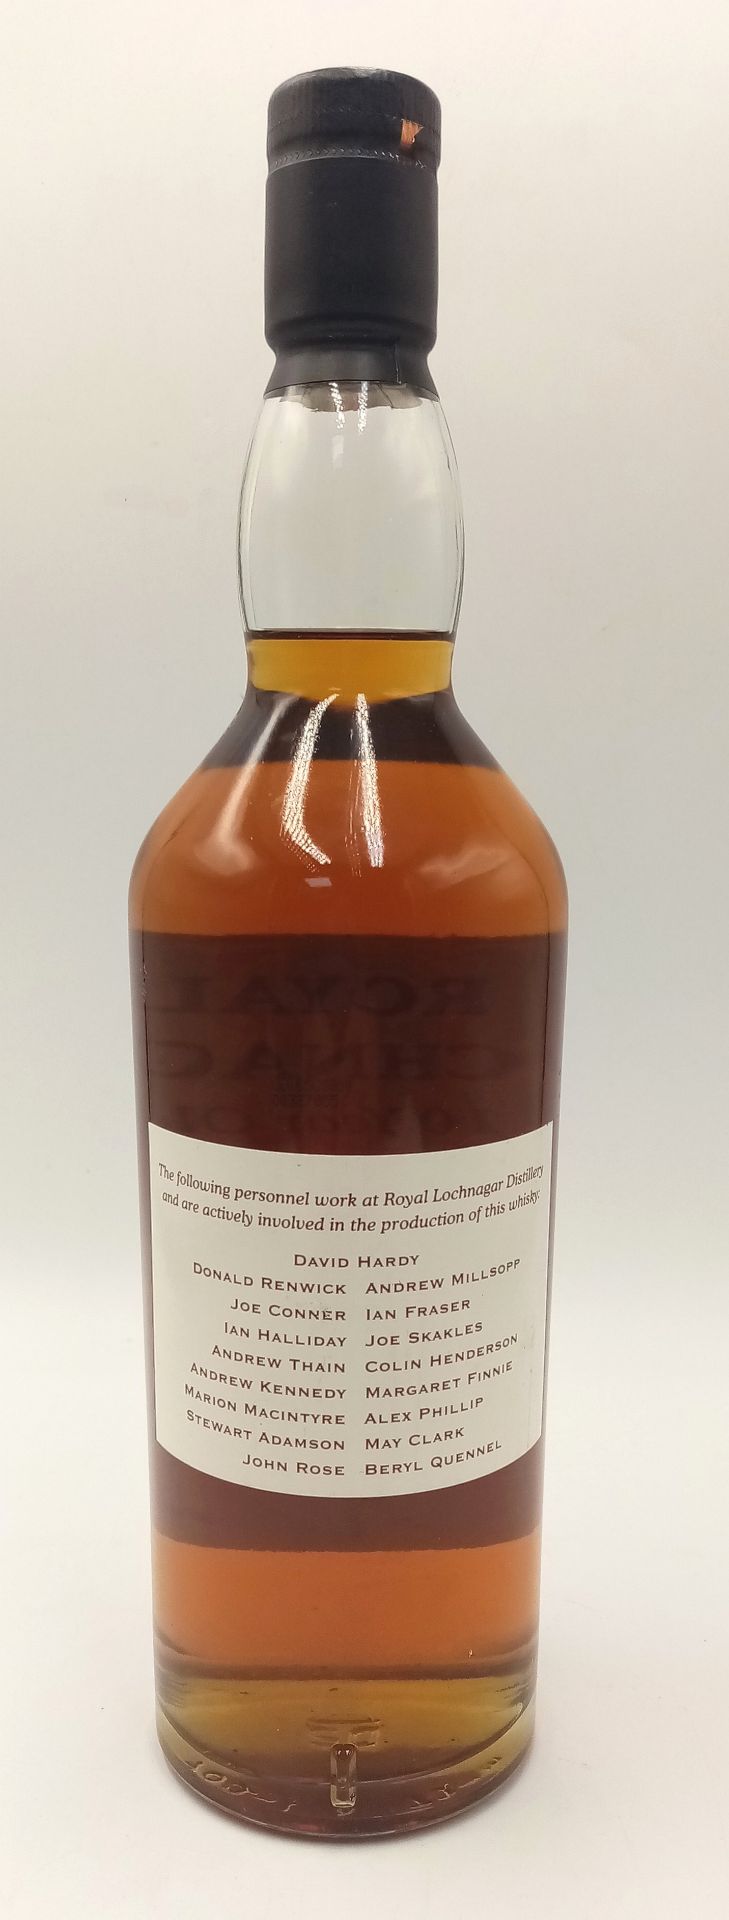 The following personnel work at Royal Lochnagar Distillery
and are actively involved in the production of this whisky:
DAVID HARDY
DONALD RENWICK ANDREW MILLSOPP
JOE CONNER IAN FRASER
IAN HALLIDAY JOE SKAKLES
ANDREW THAIN COLIN HENDERSON
ANDREW KENNEDY MARGARET FINNIE
MARION MACINTYRE ALEX PHILLIP
STEWART ADAMSON MAY CLARK
JOHN ROSE BERYL QUENNEL